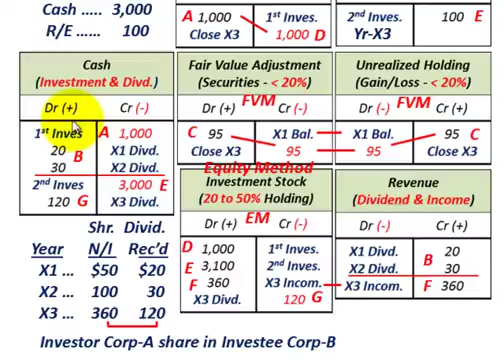 Cash ..... 3,000
R/E ...... 100
A 1,000 1st Inves.
Close X3 1,000 D
2nd Inves. 100 E
Yr-X3
Cash
(Investment & Divd.)
Dr (+) Cr (-)
1st Inves A 1,000
20 B X1 Divd.
30 X2 Divd.
2nd Inves 3,000 E
120 G X3 Divd.
Fair Value Adjustment
(Securities - < 20%)
Dr (+) FVM Cr (-)
C 95 X1 Bal.
Close X3 95
Unrealized Holding
(Gain/Loss - < 20%)
Dr (-) FVM Cr (+)
X1 Bal. 95 C
95 Close X3
Equity Method
Investment Stock
(20 to 50% Holding)
Dr (+) EM Cr (-)
D 1,000 1st Inves.
E 3,100 2nd Inves.
F 360 X3 Incom.
X3 Divd. 120 G
Revenue
(Dividend & Income)
Dr (-) Cr (+)
X1 Divd. B 20
X2 Divd. 30
X3 Incom. F 360
Shr. Divid.
Year N/I Rec'd
X1 ... $50 $20
X2 ... 100 30
X3 ... 360 120
Investor Corp-A share in Investee Corp-B